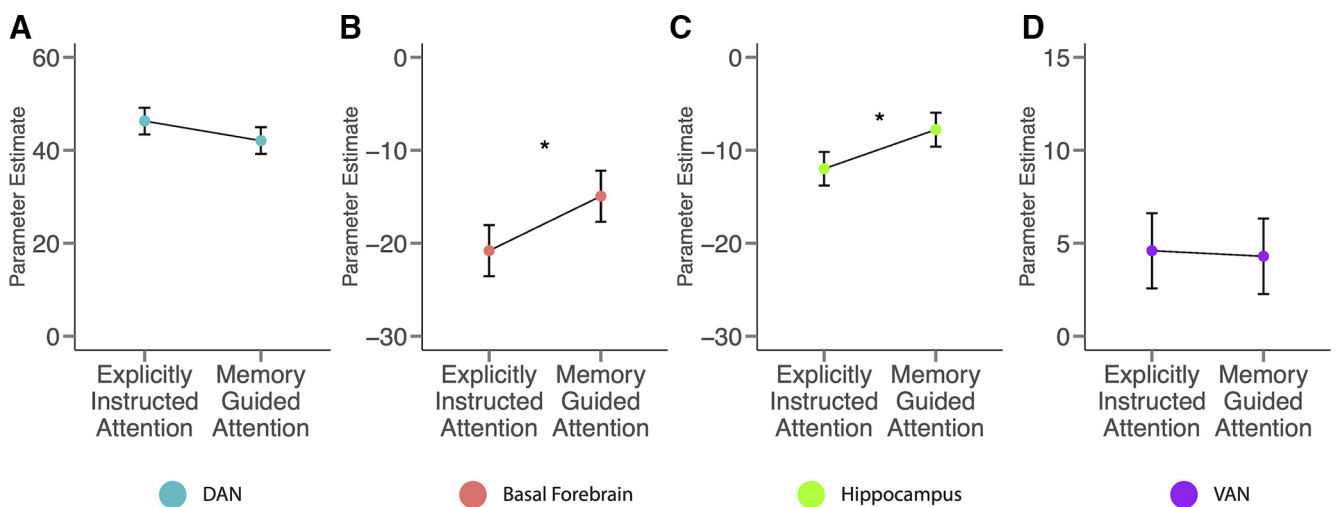 A
60
40
20
0
Parameter Estimate
Explicitly Instructed Attention
Memory Guided Attention
B
0
−10
−20
−30
Parameter Estimate
*
Explicitly Instructed Attention
Memory Guided Attention
C
0
−10
−20
−30
Parameter Estimate
*
Explicitly Instructed Attention
Memory Guided Attention
D
15
10
5
0
Parameter Estimate
Explicitly Instructed Attention
Memory Guided Attention
DAN
Basal Forebrain
Hippocampus
VAN